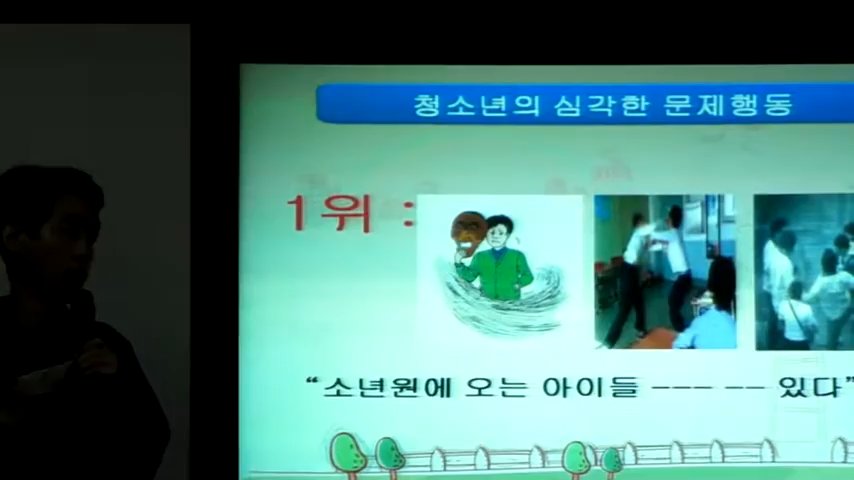 청소년의 심각한 문제행동
1위 :
“소년원에 오는 아이들 ––– –– 있다”